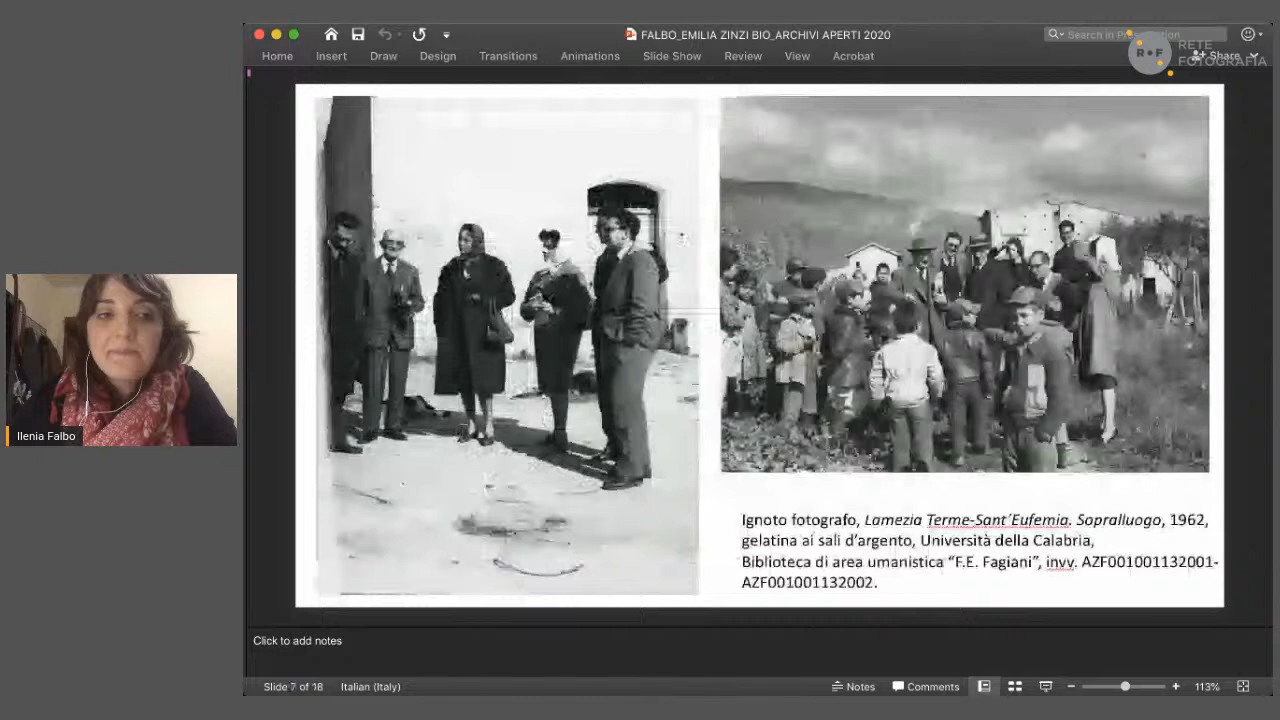 FALBO_EMILIA ZINZI BIO_ARCHIVI APERTI 2020
Search in Presentation
Home Insert Draw Design Transitions Animations Slide Show Review View Acrobat
Share
R F
RETE
FOTOGRAFIA
Ilenia Falbo
Ignoto fotografo, Lamezia Terme-Sant'Eufemia. Sopralluogo, 1962,
gelatina ai sali d'argento, Università della Calabria,
Biblioteca di area umanistica "F.E. Fagiani", invv. AZF001001132001-
AZF001001132002.
Click to add notes
Slide 7 of 18 Italian (Italy) Notes Comments 113%